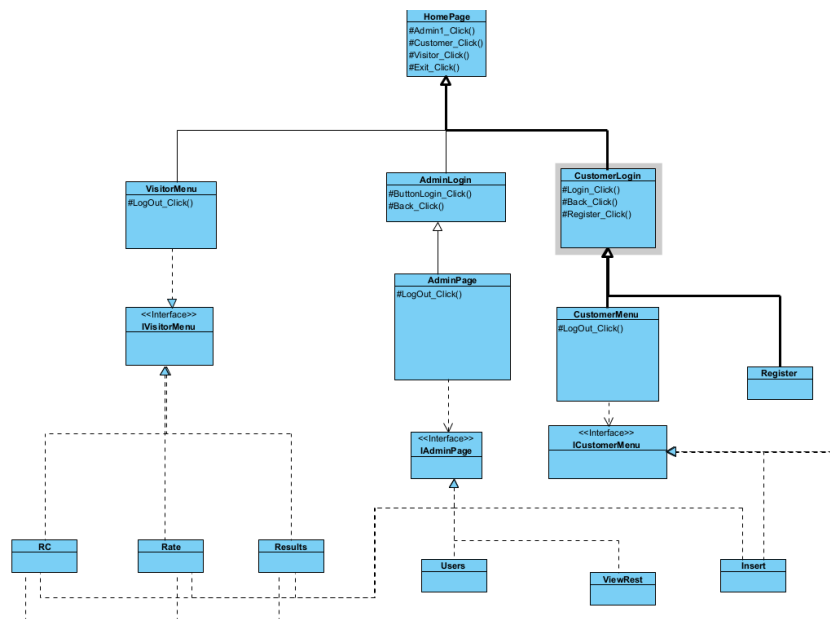 HomePage
#Admin1_Click()
#Customer_Click()
#Visitor_Click()
#Exit_Click()
VisitorMenu
#LogOut_Click()
AdminLogin
#ButtonLogin_Click()
#Back_Click()
CustomerLogin
#Login_Click()
#Back_Click()
#Register_Click()
AdminPage
#LogOut_Click()
<<Interface>>
IVisitorMenu
CustomerMenu
#LogOut_Click()
Register
<<Interface>>
IAdminPage
<<Interface>>
ICustomerMenu
RC
Rate
Results
Users
ViewRest
Insert